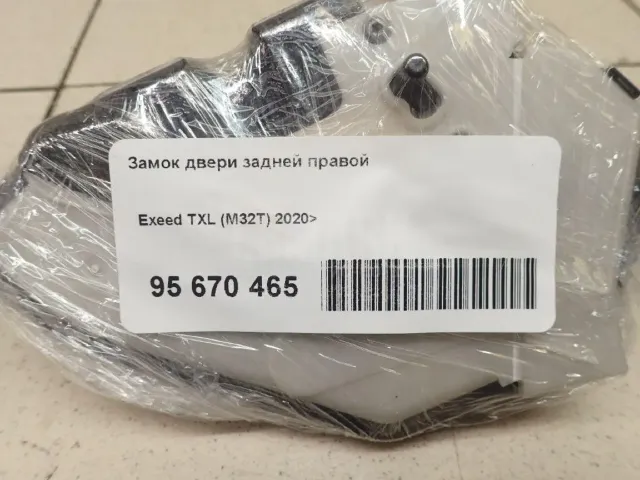 Замок двери задней правой
Exeed TXL (M32T) 2020>
95 670 465